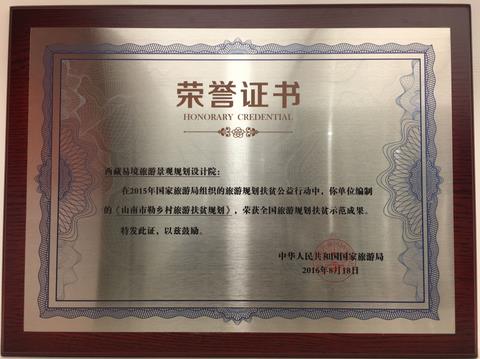 荣誉证书
HONORARY CREDENTIAL
西藏易境旅游景观规划设计院：
在2015年国家旅游局组织的旅游规划扶贫公益行动中，你单位编制
的《山南市勒乡村旅游扶贫规划》，荣获全国旅游规划扶贫示范成果。
特发此证，以兹鼓励。
中华人民共和国国家旅游局
2016年8月18日